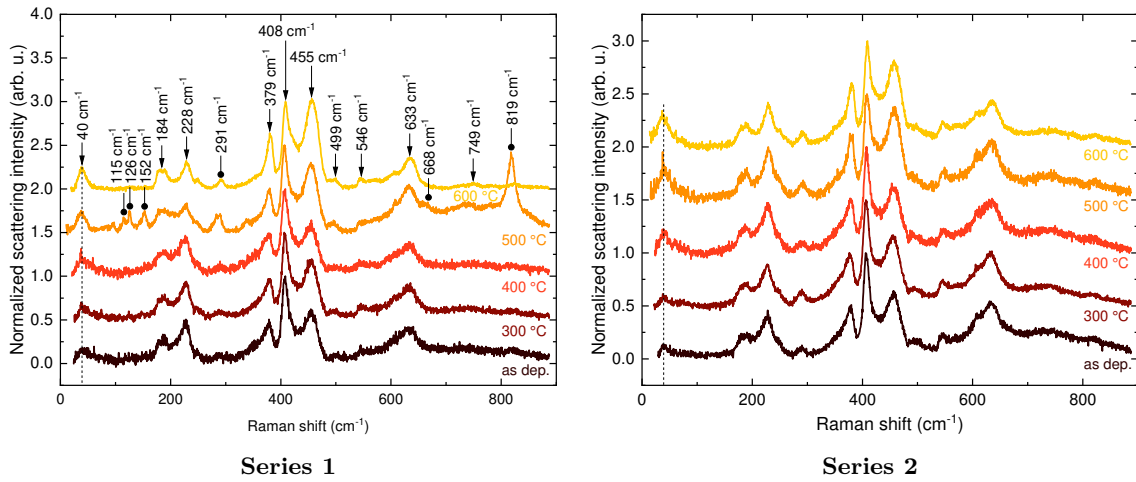 Normalized scattering intensity (arb. u.)
4.0
3.5
3.0
2.5
2.0
1.5
1.0
0.5
0.0
40 cm-1
115 cm-1
126 cm-1
152 cm-1
184 cm-1
228 cm-1
291 cm-1
379 cm-1
408 cm-1
455 cm-1
499 cm-1
546 cm-1
633 cm-1
668 cm-1
749 cm-1
819 cm-1
600 °C
500 °C
400 °C
300 °C
as dep.
0 200 400 600 800
Raman shift (cm-1)
Series 1
Normalized scattering intensity (arb. u.)
3.0
2.5
2.0
1.5
1.0
0.5
0.0
600 °C
500 °C
400 °C
300 °C
as dep.
0 200 400 600 800
Raman shift (cm-1)
Series 2